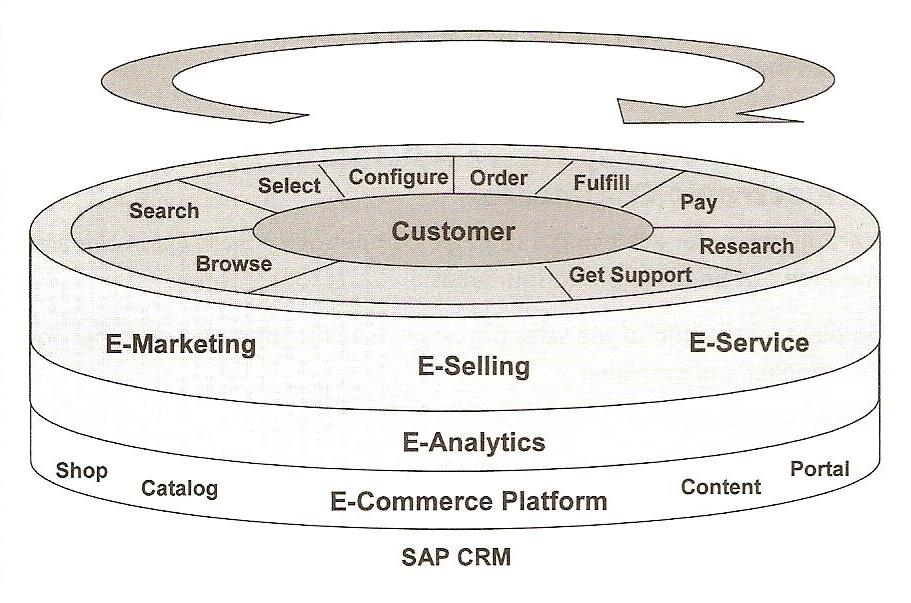 Select
Configure
Order
Fulfill
Search
Pay
Customer
Research
Browse
Get Support
E-Marketing
E-Selling
E-Service
E-Analytics
Shop
Catalog
E-Commerce Platform
Content
Portal
SAP CRM